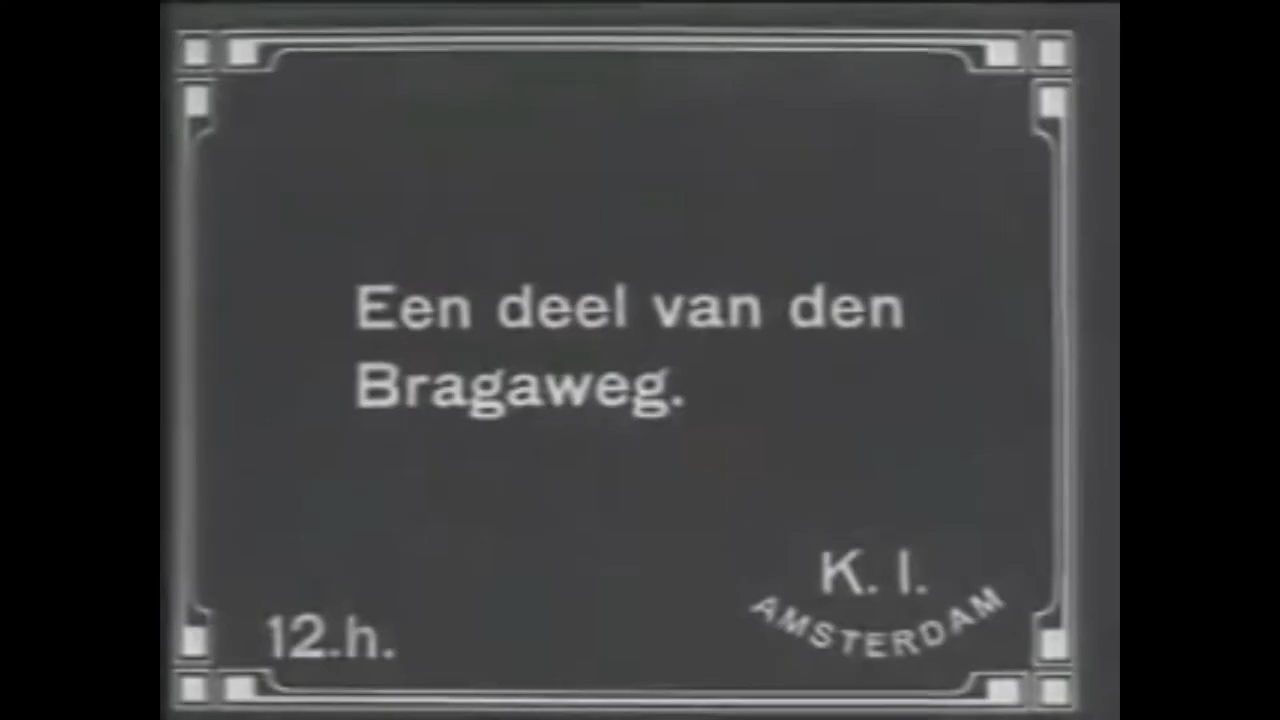 Een deel van den
Bragaweg.
K. I.
AMSTERDAM
12.h.